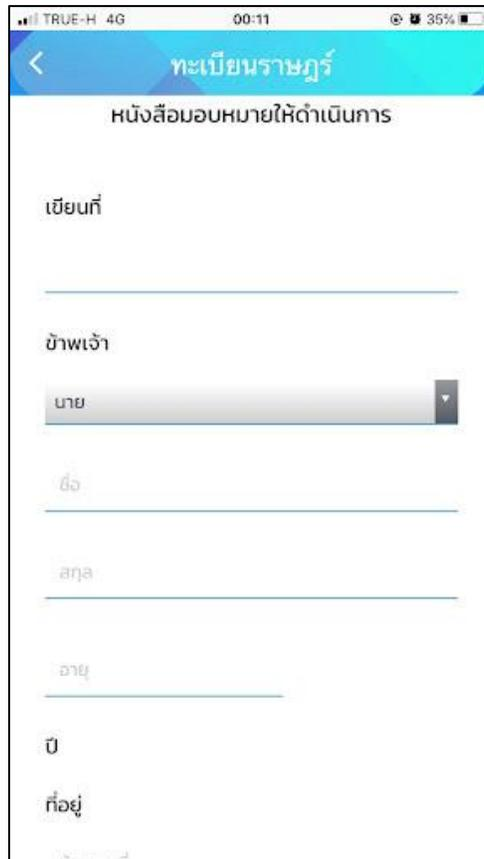 TRUE-H 4G 00:11 35%
ทะเบียนราษฎร์
หนังสือมอบหมายให้ดำเนินการ
เขียนที่
ข้าพเจ้า
นาย
ชื่อ
สกุล
อายุ
ปี
ที่อยู่